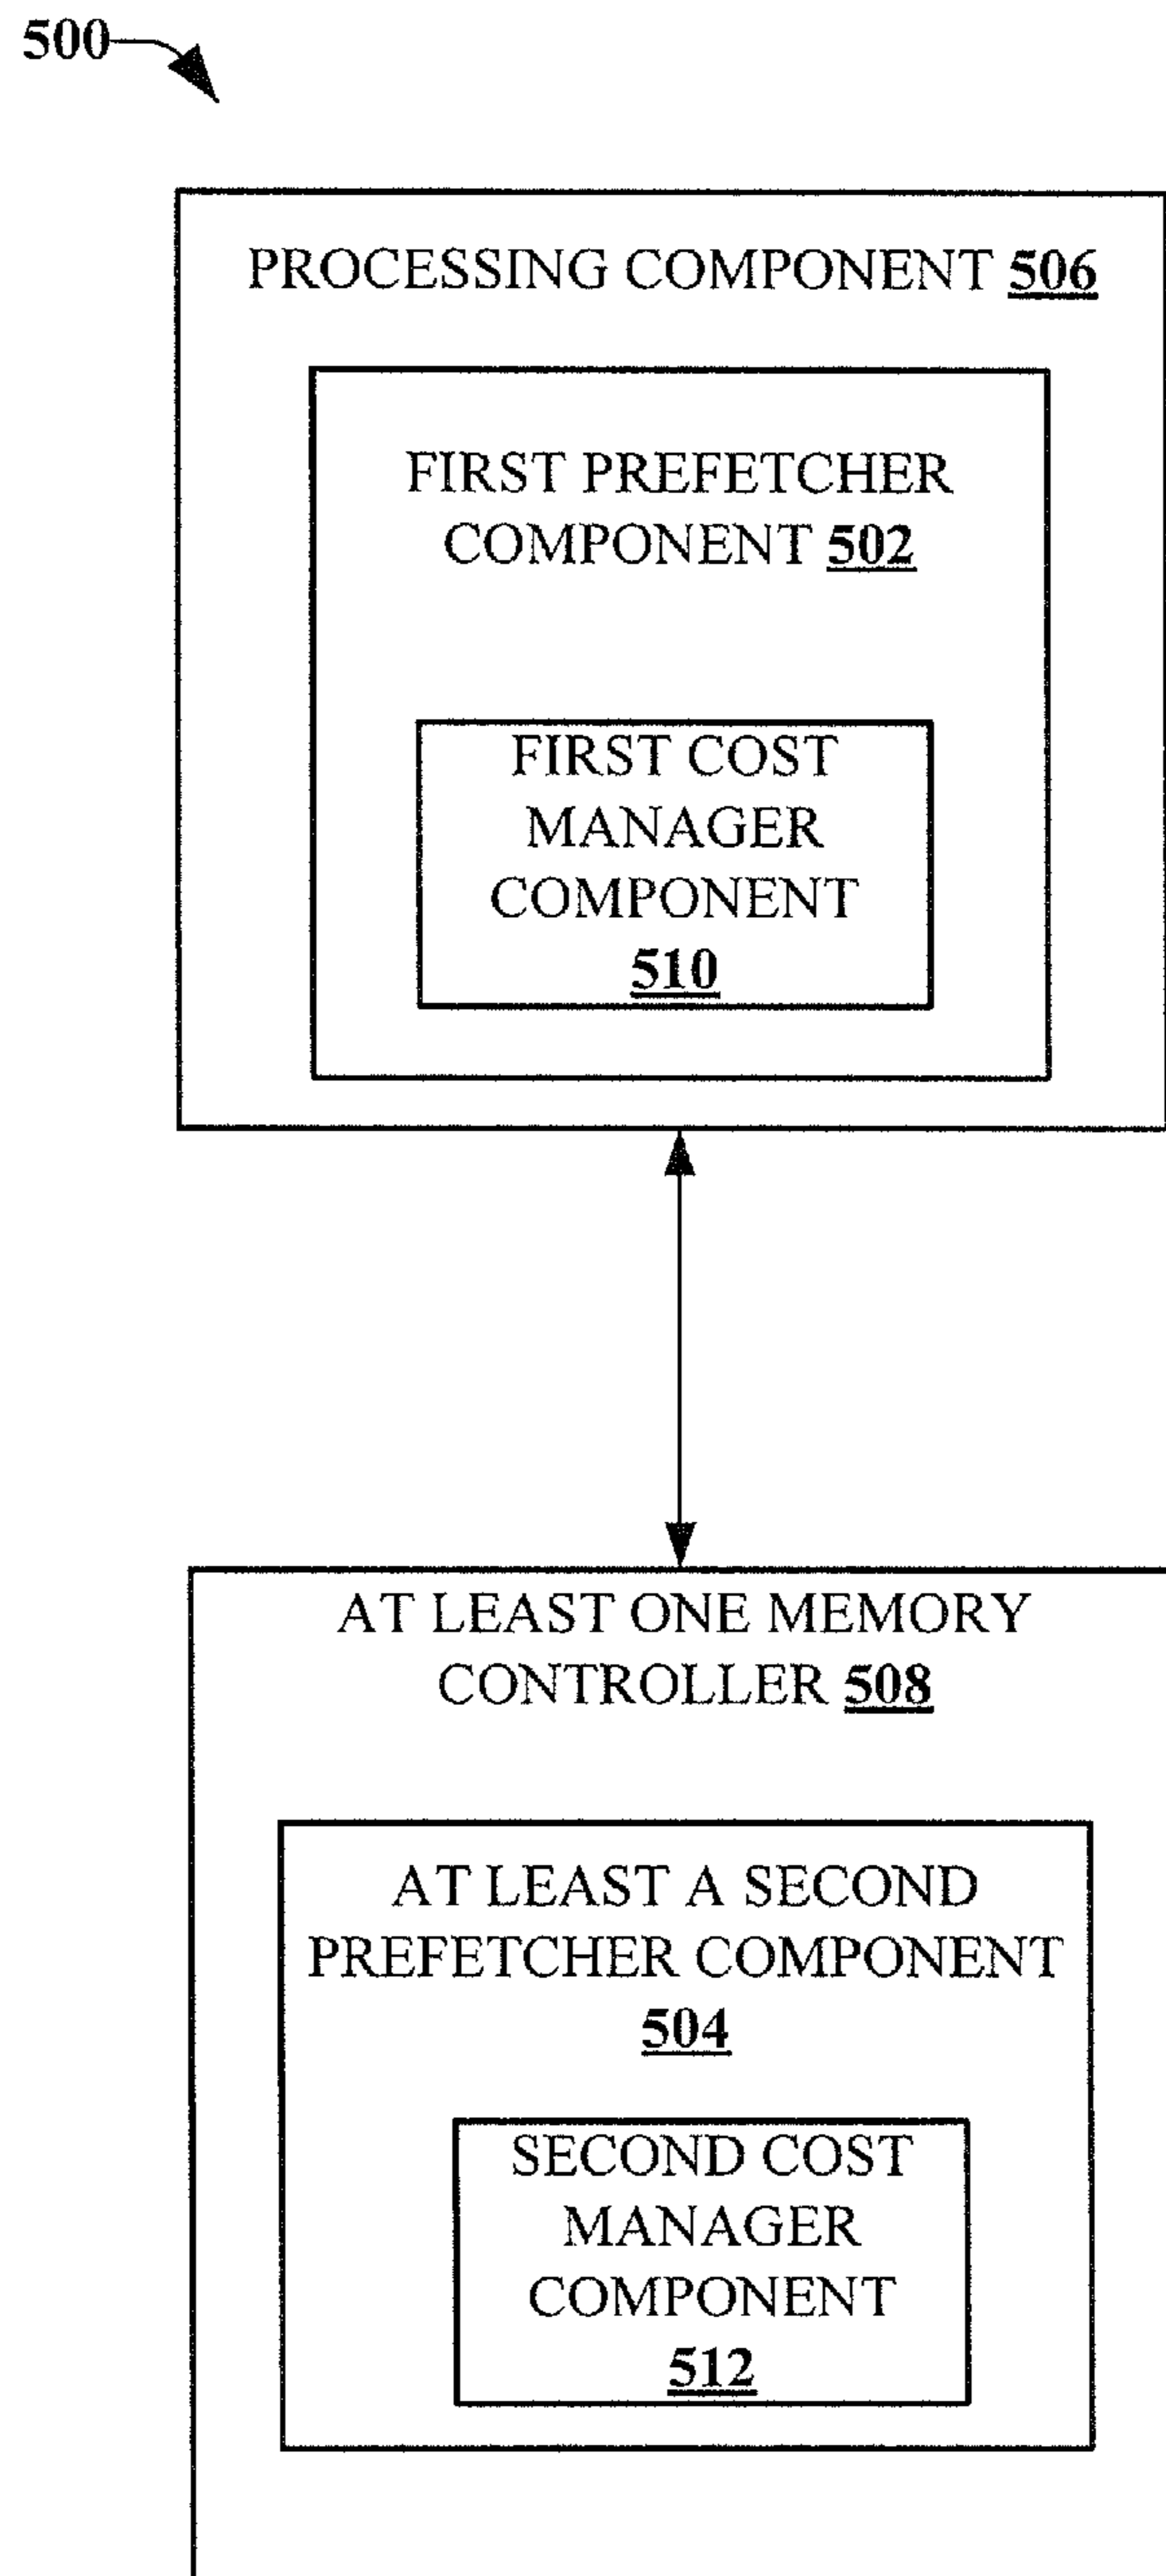 500
PROCESSING COMPONENT 506
FIRST PREFETCHER
COMPONENT 502
FIRST COST
MANAGER
COMPONENT
510
AT LEAST ONE MEMORY
CONTROLLER 508
AT LEAST A SECOND
PREFETCHER COMPONENT
504
SECOND COST
MANAGER
COMPONENT
512